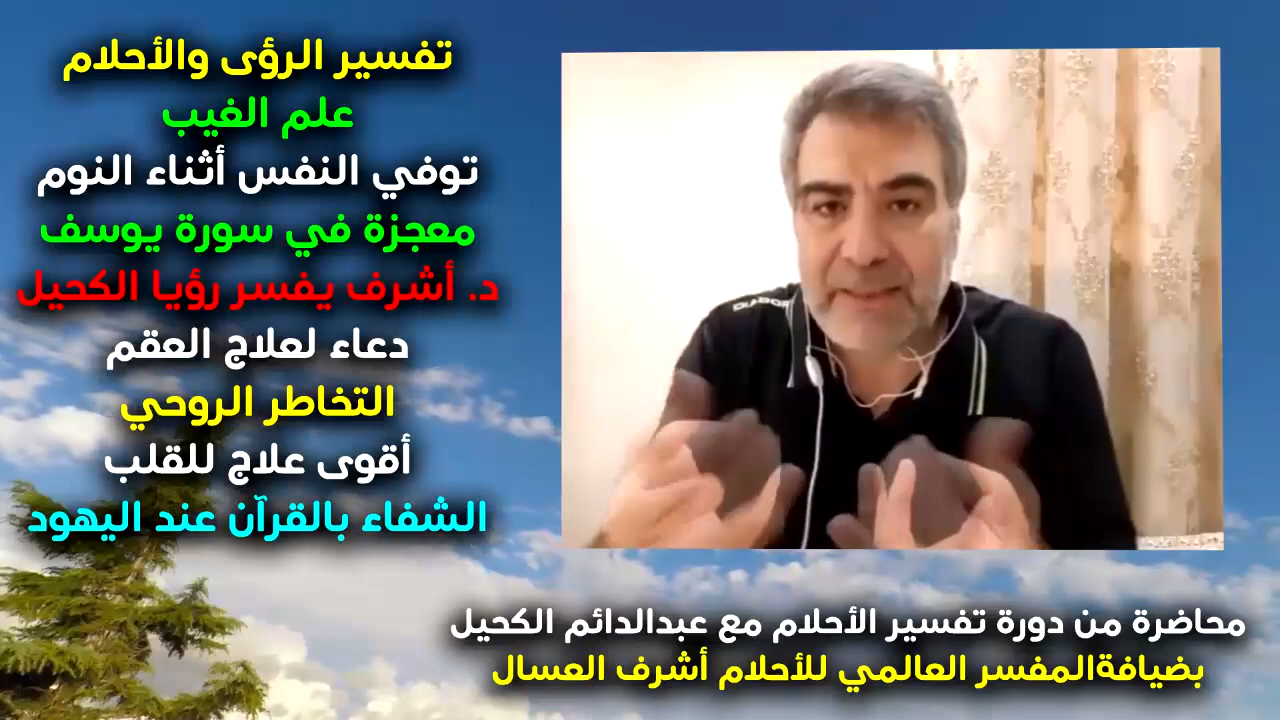 تفسير الرؤى والأحلام
علم الغيب
توفي النفس أثناء النوم
معجزة في سورة يوسف
د. أشرف يفسر رؤيا الكحيل
دعاء لعلاج العقم
التخاطر الروحي
أقوى علاج للقلب
الشفاء بالقرآن عند اليهود
DIADOR
محاضرة من دورة تفسير الأحلام مع عبدالدائم الكحيل
بضيافةالمفسر العالمي للأحلام أشرف العسال